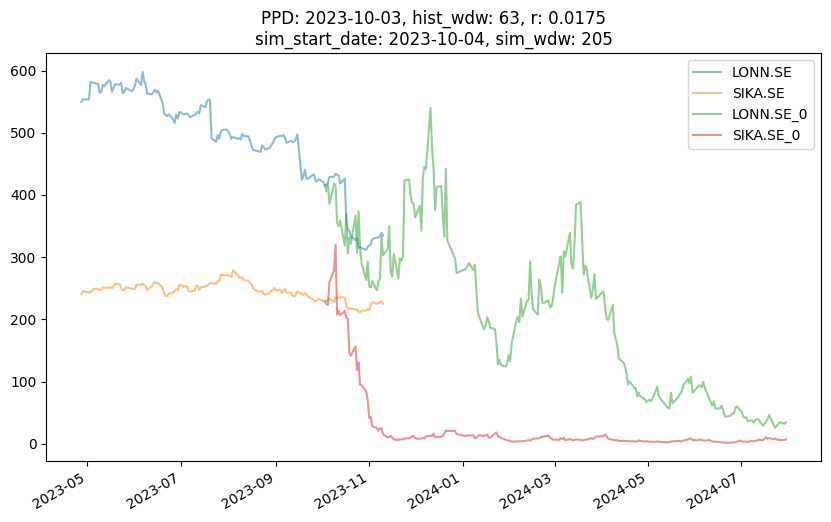 PPD: 2023-10-03, hist_wdw: 63, r: 0.0175
sim_start_date: 2023-10-04, sim_wdw: 205
LONN.SE
SIKA.SE
LONN.SE_0
SIKA.SE_0
600
500
400
300
200
100
0
2023-05
2023-07
2023-09
2023-11
2024-01
2024-03
2024-05
2024-07